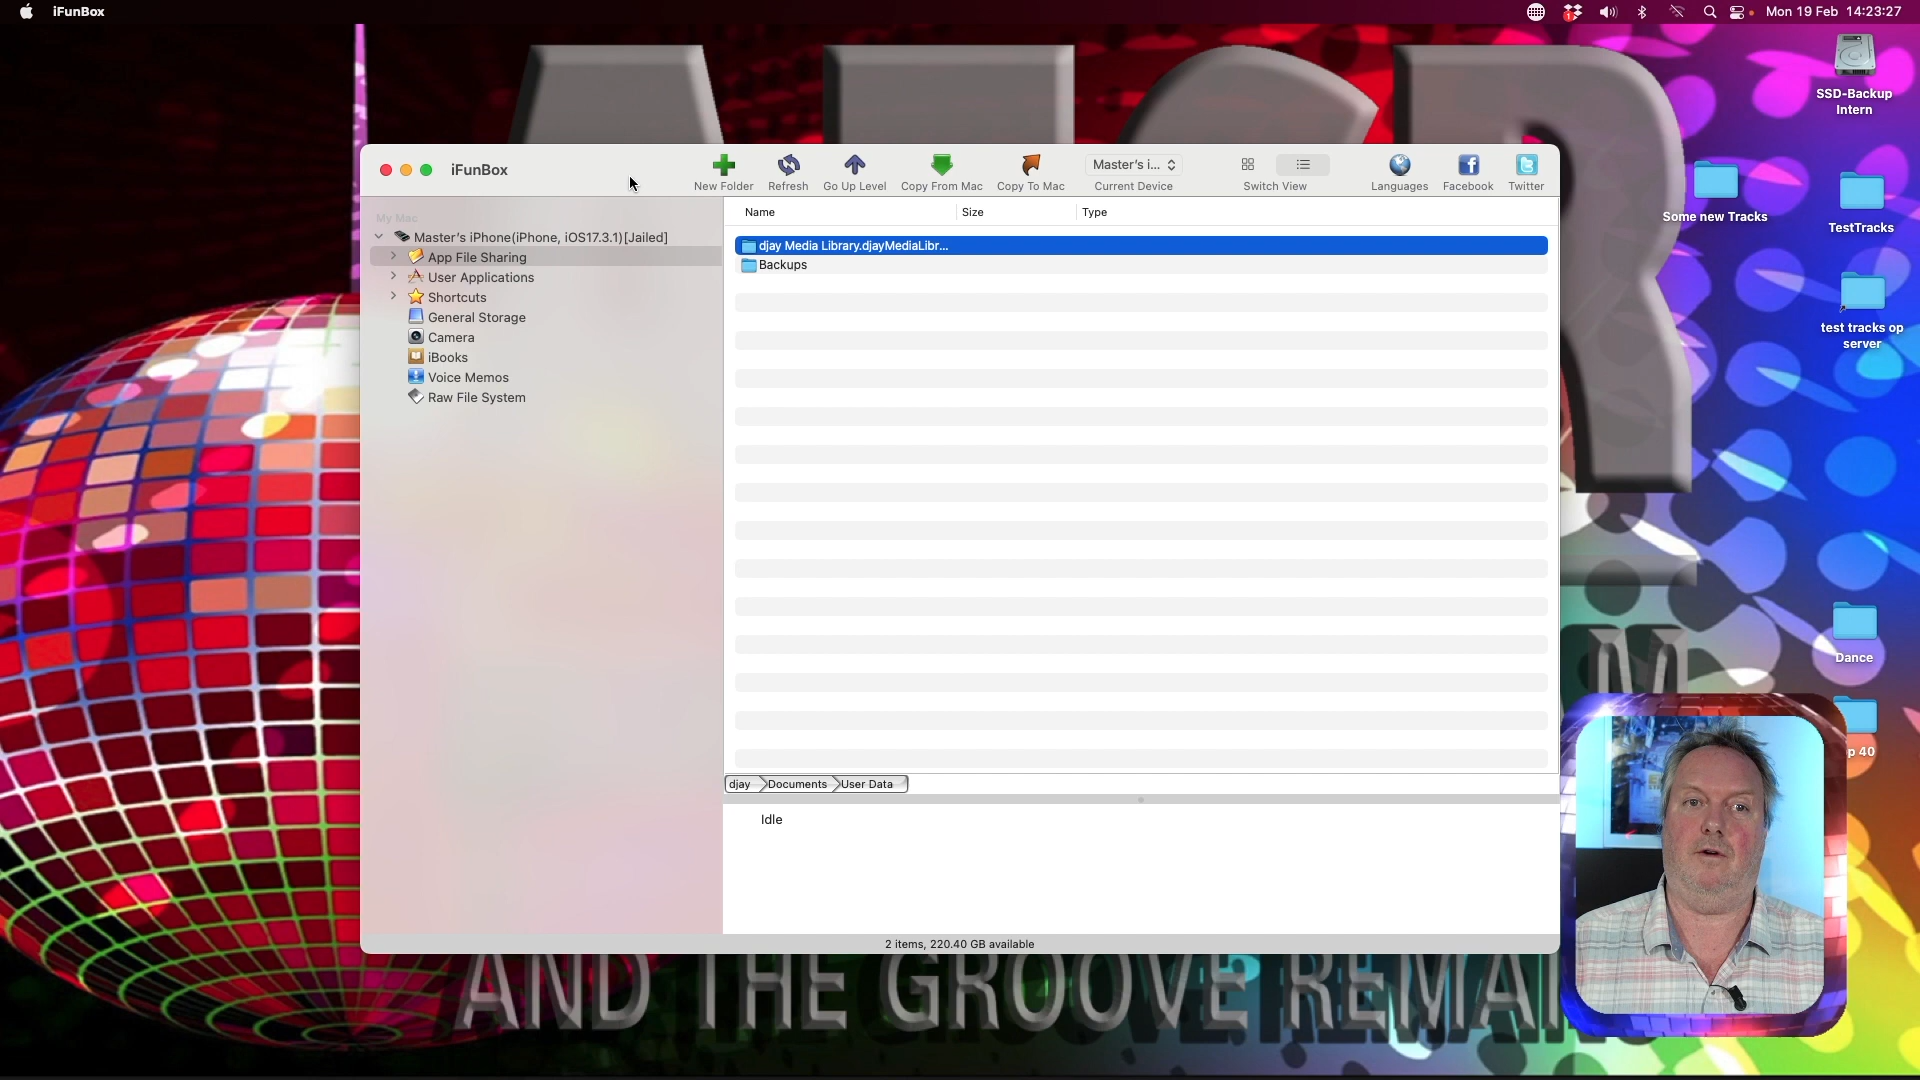 iFunBox
Mon 19 Feb 14:23:27
SSD-Backup
Intern
iFunBox
New Folder
Refresh
Go Up Level
Copy From Mac
Copy To Mac
Master's i...
Current Device
Switch View
Languages
Facebook
Twitter
Some new Tracks
TestTracks
My Mac
Master's iPhone(iPhone, iOS17.3.1)[Jailed]
App File Sharing
User Applications
Shortcuts
General Storage
Camera
iBooks
Voice Memos
Raw File System
Name
Size
Type
djay Media Library.djayMediaLibr...
Backups
test tracks op
server
Dance
p 40
djay
Documents
User Data
Idle
2 items, 220.40 GB available
AND THE GROOVE REMAI